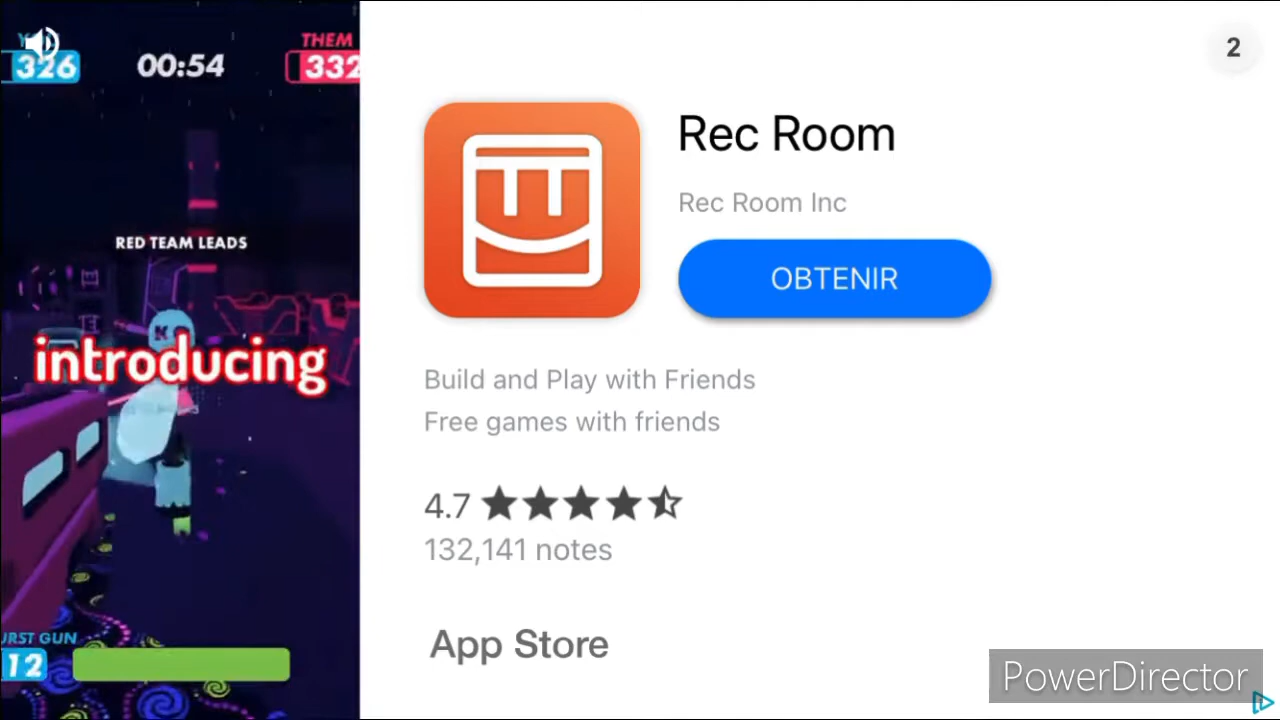 326
00:54
THEM
332
RED TEAM LEADS
introducing
URST GUN
12
2
Rec Room
Rec Room Inc
OBTENIR
Build and Play with Friends
Free games with friends
4.7
132,141 notes
App Store
PowerDirector